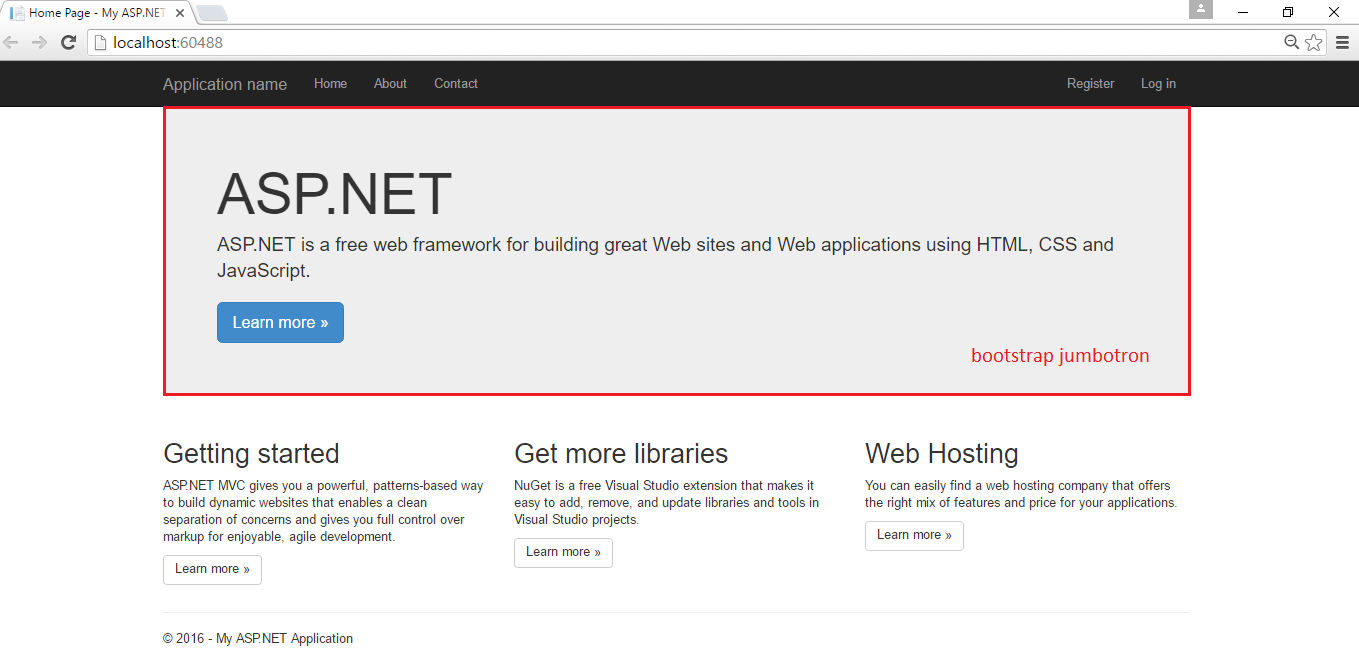 Home Page - My ASP.NET
localhost:60488
Application name Home About Contact Register Log in
ASP.NET
ASP.NET is a free web framework for building great Web sites and Web applications using HTML, CSS and
JavaScript.
Learn more »
bootstrap jumbotron
Getting started
ASP.NET MVC gives you a powerful, patterns-based way
to build dynamic websites that enables a clean
separation of concerns and gives you full control over
markup for enjoyable, agile development.
Learn more »
Get more libraries
NuGet is a free Visual Studio extension that makes it
easy to add, remove, and update libraries and tools in
Visual Studio projects.
Learn more »
Web Hosting
You can easily find a web hosting company that offers
the right mix of features and price for your applications.
Learn more »
© 2016 - My ASP.NET Application